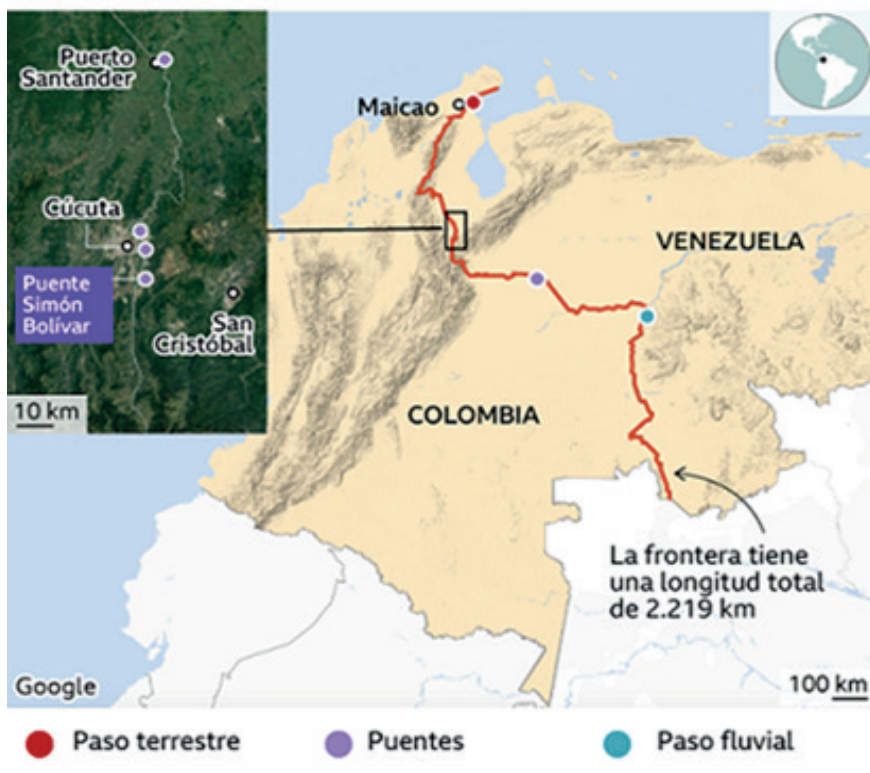 Puerto
Santander
Maicao
Cúcuta
VENEZUELA
Puente
Simón
Bolívar
San
Cristóbal
10 km
COLOMBIA
La frontera tiene
una longitud total
de 2.219 km
Google
100 km
Paso terrestre
Puentes
Paso fluvial